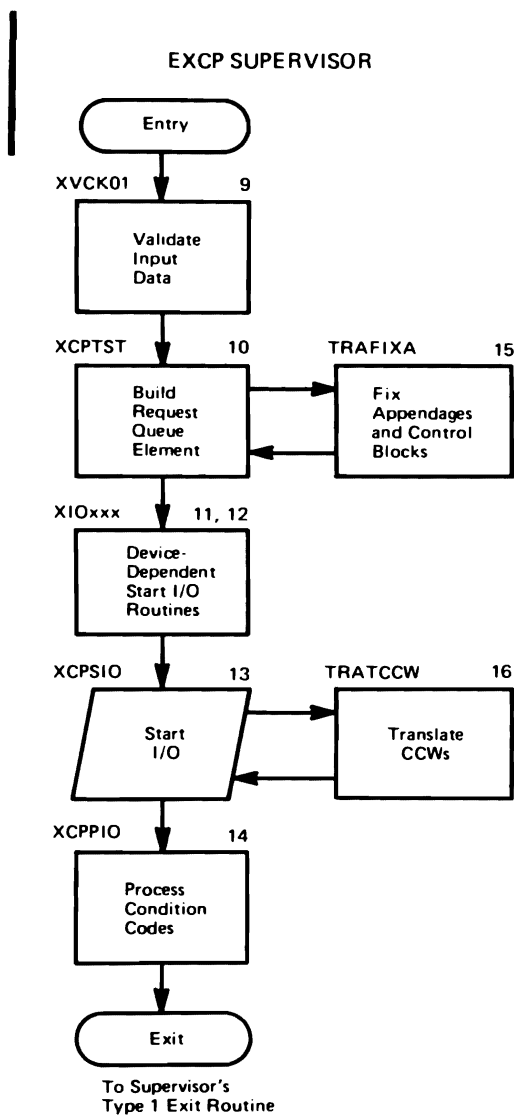 EXCP SUPERVISOR
Entry
XVCK01 9
Validate
Input
Data
XCPTST 10
Build
Request
Queue
Element
TRAFIXA 15
Fix
Appendages
and Control
Blocks
XIOxxx 11, 12
Device-
Dependent
Start I/O
Routines
XCPSIO 13
Start
I/O
TRATCCW 16
Translate
CCWs
XCPPIO 14
Process
Condition
Codes
Exit
To Supervisor's
Type 1 Exit Routine